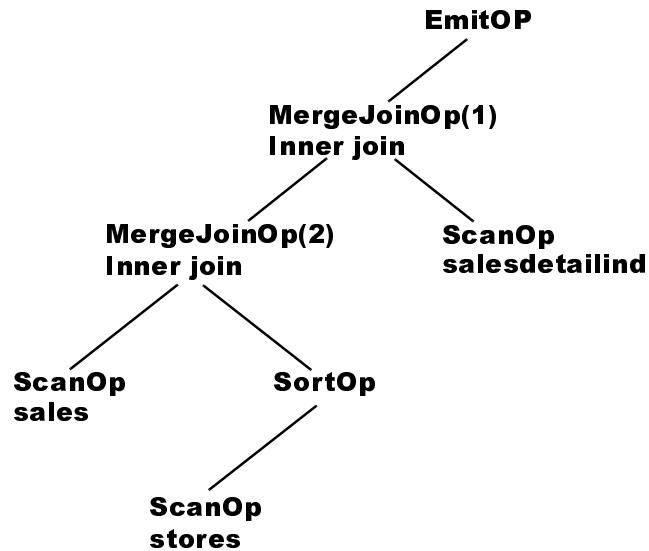 EmitOP
MergeJoinOp(1)
Inner join
MergeJoinOp(2)
Inner join
ScanOp
salesdetailind
ScanOp
sales
SortOp
ScanOp
stores